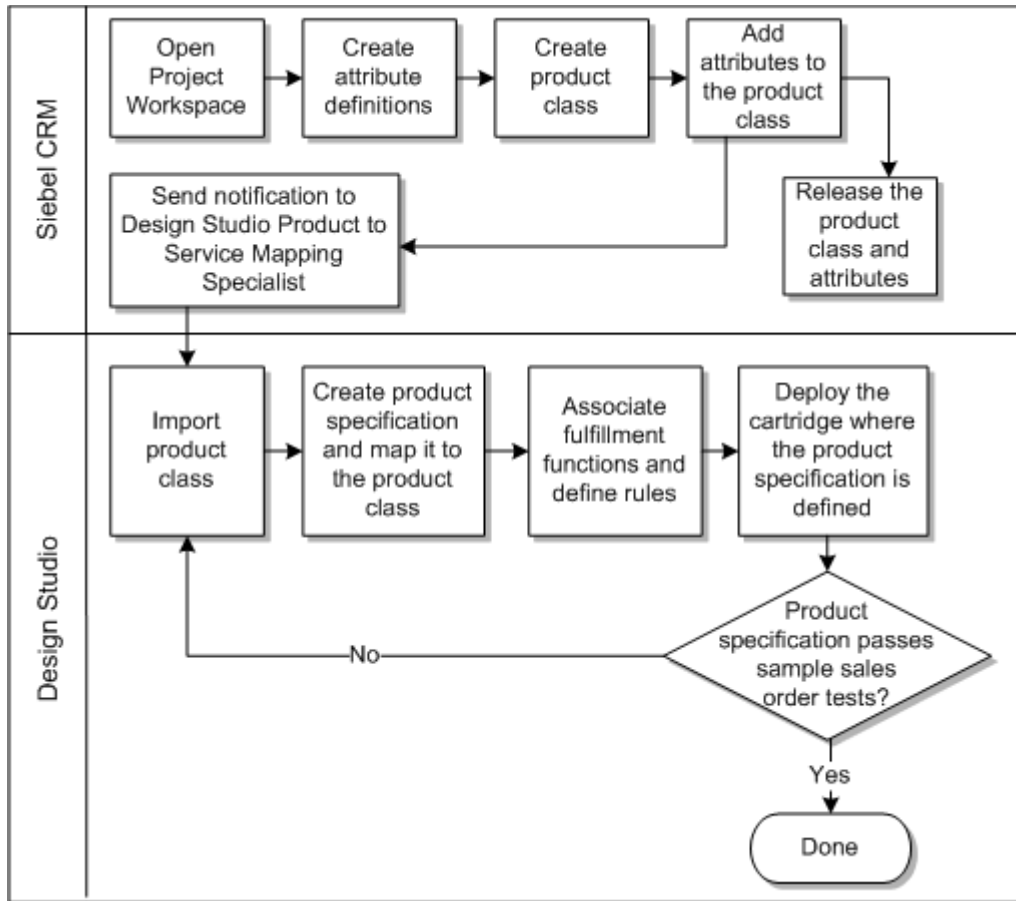 Siebel CRM
Open
Project
Workspace
Create
attribute
definitions
Create
product
class
Add
attributes to
the product
class
Send notification to
Design Studio Product to
Service Mapping
Specialist
Release the
product
class and
attributes
Design Studio
Import
product
class
Create product
specification
and map it to
the product
class
Associate
fulfillment
functions and
define rules
Deploy the
cartridge where
the product
specification is
defined
Product
specification passes
sample sales
order tests?
No
Yes
Done